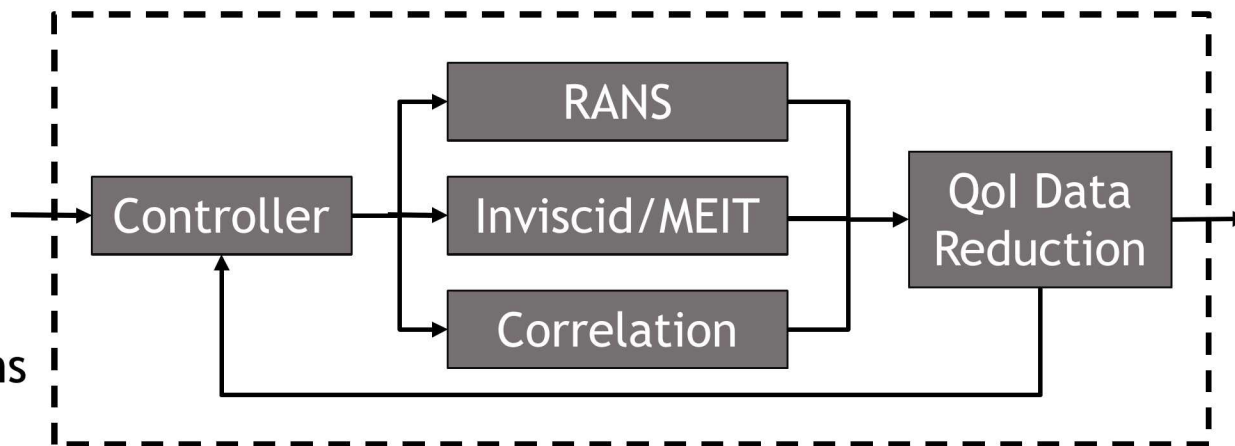 RANS
Controller
Inviscid/MEIT
QoI Data
Reduction
Correlation